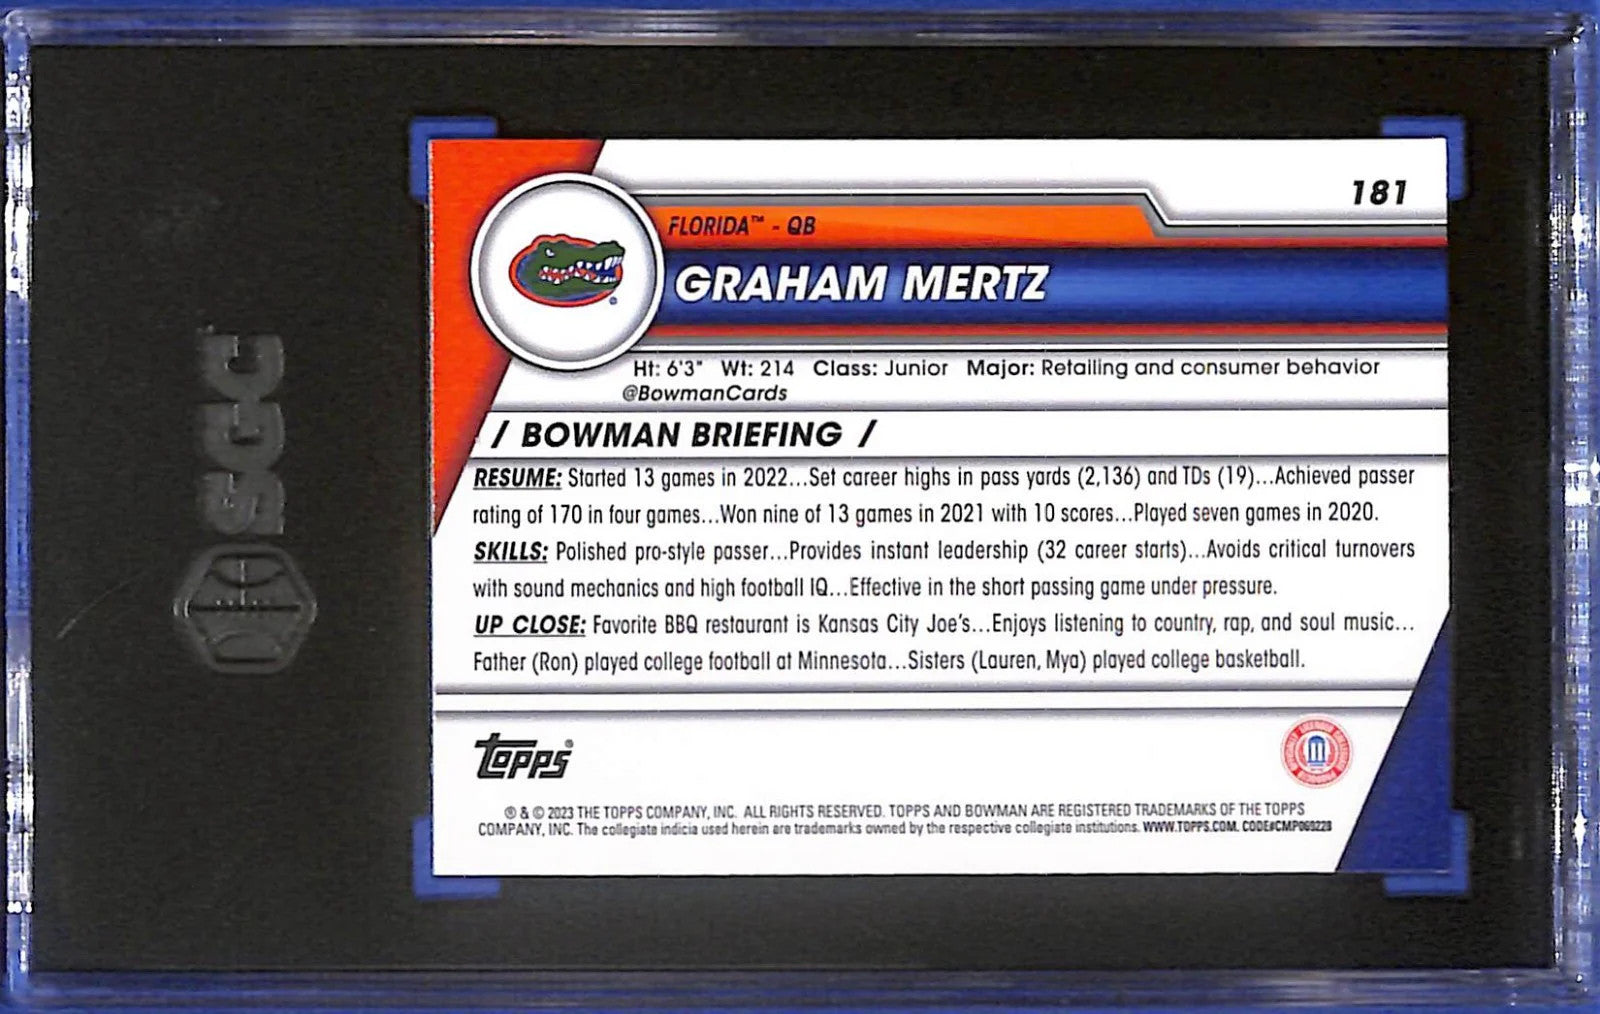 SGC
181
FLORIDA™ - QB
GRAHAM MERTZ
Ht: 6'3" Wt: 214 Class: Junior Major: Retailing and consumer behavior
@BowmanCards
/ BOWMAN BRIEFING /
RESUME: Started 13 games in 2022...Set career highs in pass yards (2,136) and TDs (19)...Achieved passer
rating of 170 in four games...Won nine of 13 games in 2021 with 10 scores...Played seven games in 2020.
SKILLS: Polished pro-style passer...Provides instant leadership (32 career starts)...Avoids critical turnovers
with sound mechanics and high football IQ...Effective in the short passing game under pressure.
UP CLOSE: Favorite BBQ restaurant is Kansas City Joe's...Enjoys listening to country, rap, and soul music...
Father (Ron) played college football at Minnesota...Sisters (Lauren, Mya) played college basketball.
TOPPS®
® & © 2023 THE TOPPS COMPANY, INC. ALL RIGHTS RESERVED. TOPPS AND BOWMAN ARE REGISTERED TRADEMARKS OF THE TOPPS
COMPANY, INC. The collegiate indicia used herein are trademarks owned by the respective collegiate institutions. WWW.TOPPS.COM. CODE#CMP069228